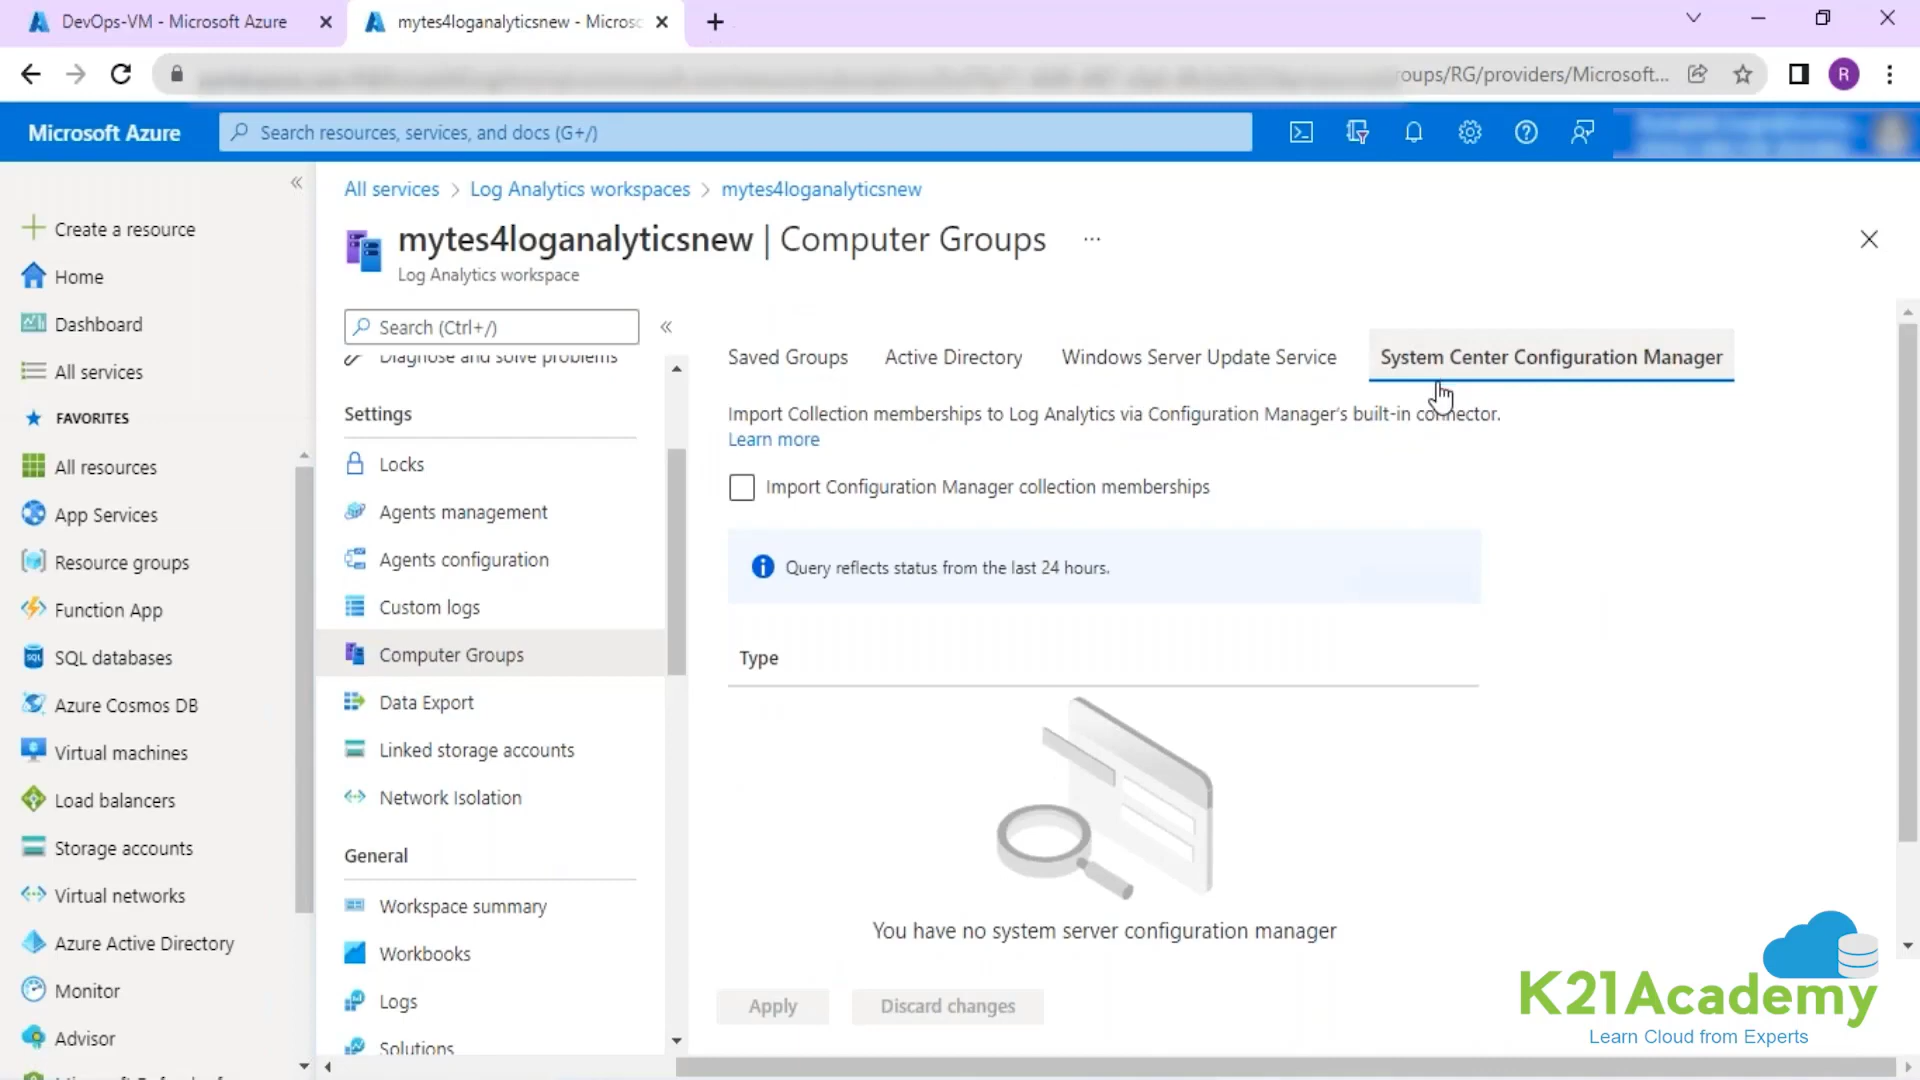 DevOps-VM - Microsoft Azure
mytes4loganalyticsnew - Microsc
oups/RG/providers/Microsoft...
R
Microsoft Azure
Search resources, services, and docs (G+/)
All services > Log Analytics workspaces > mytes4loganalyticsnew
mytes4loganalyticsnew | Computer Groups ...
Log Analytics workspace
Create a resource
Home
Dashboard
All services
FAVORITES
All resources
App Services
Resource groups
Function App
SQL databases
Azure Cosmos DB
Virtual machines
Load balancers
Storage accounts
Virtual networks
Azure Active Directory
Monitor
Advisor
Search (Ctrl+/)
Diagnose and solve problems
Settings
Locks
Agents management
Agents configuration
Custom logs
Computer Groups
Data Export
Linked storage accounts
Network Isolation
General
Workspace summary
Workbooks
Logs
Solutions
Saved Groups
Active Directory
Windows Server Update Service
System Center Configuration Manager
Import Collection memberships to Log Analytics via Configuration Manager's built-in connector.
Learn more
Import Configuration Manager collection memberships
Query reflects status from the last 24 hours.
Type
You have no system server configuration manager
Apply
Discard changes
K21Academy
Learn Cloud from Experts